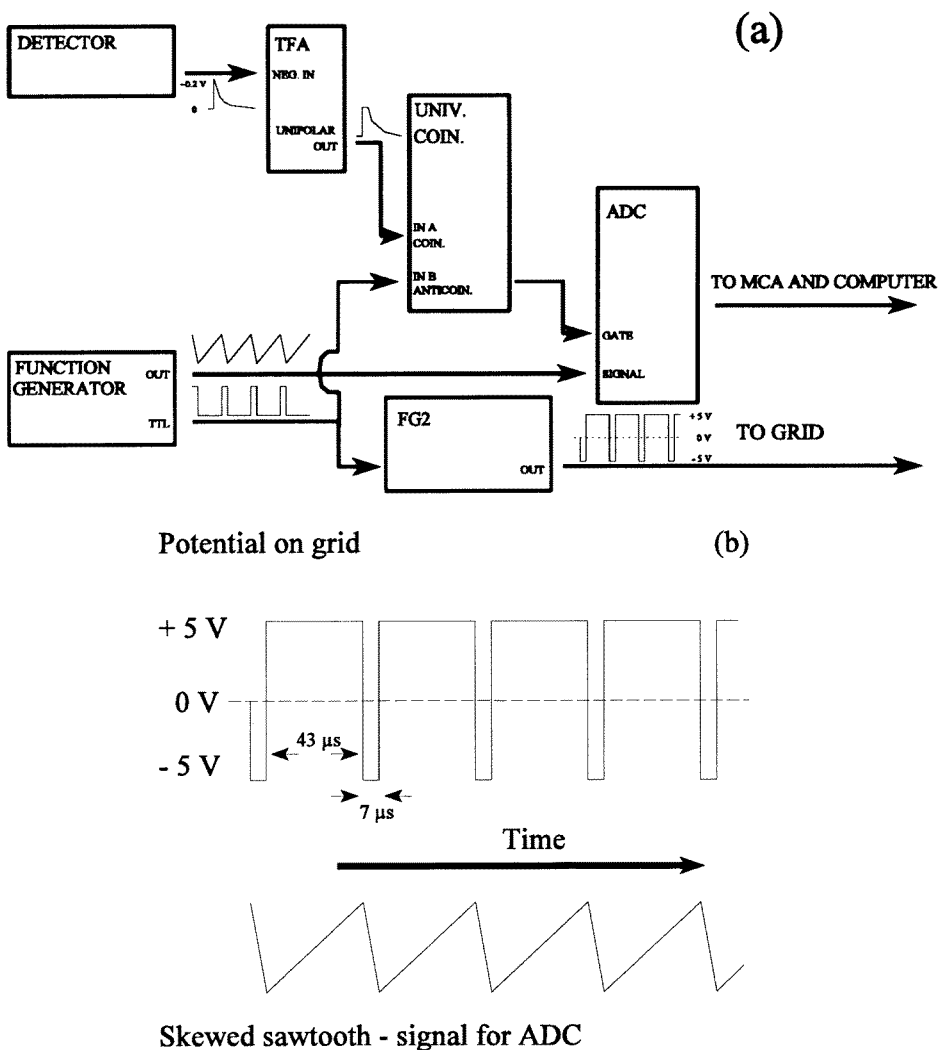 (a)
DETECTOR
TFA
NEG. IN
-0.2 V
0
UNIPOLAR
OUT
UNIV.
COIN.
IN A
COIN.
IN B
ANTICOIN.
ADC
GATE
SIGNAL
TO MCA AND COMPUTER
FUNCTION
GENERATOR
OUT
TTL
FG2
OUT
+ 5 V
0 V
- 5 V
TO GRID
Potential on grid
(b)
+ 5 V
0 V
- 5 V
43 μs
7 μs
Time
Skewed sawtooth - signal for ADC